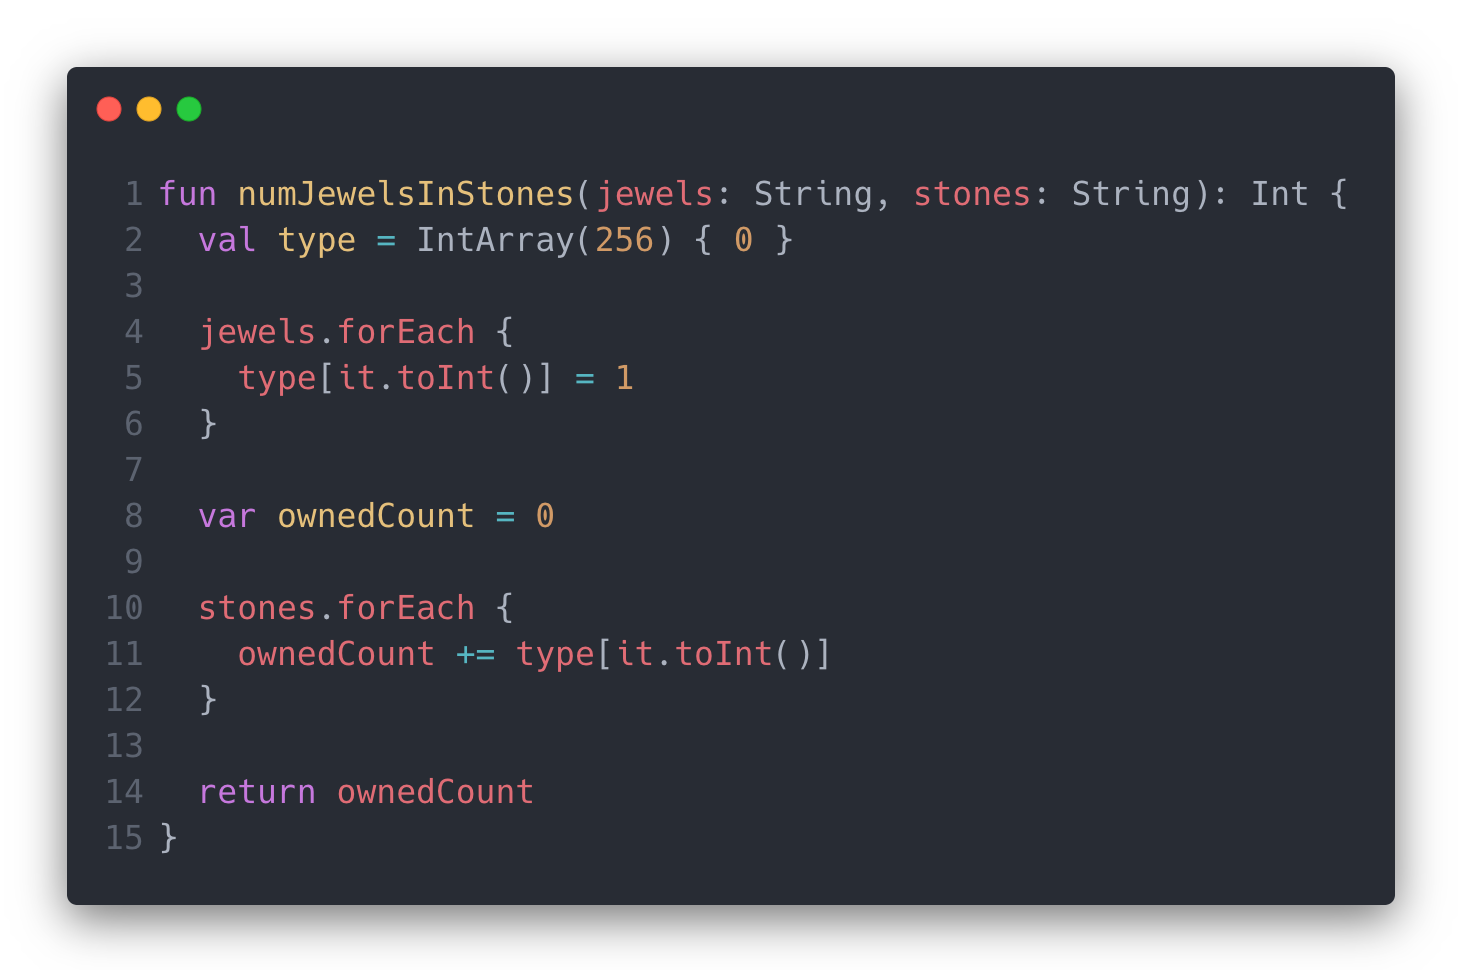 1 fun numJewelsInStones(jewels: String, stones: String): Int {
2   val type = IntArray(256) { 0 }
3
4   jewels.forEach {
5     type[it.toInt()] = 1
6   }
7
8   var ownedCount = 0
9
10   stones.forEach {
11     ownedCount += type[it.toInt()]
12   }
13
14   return ownedCount
15 }